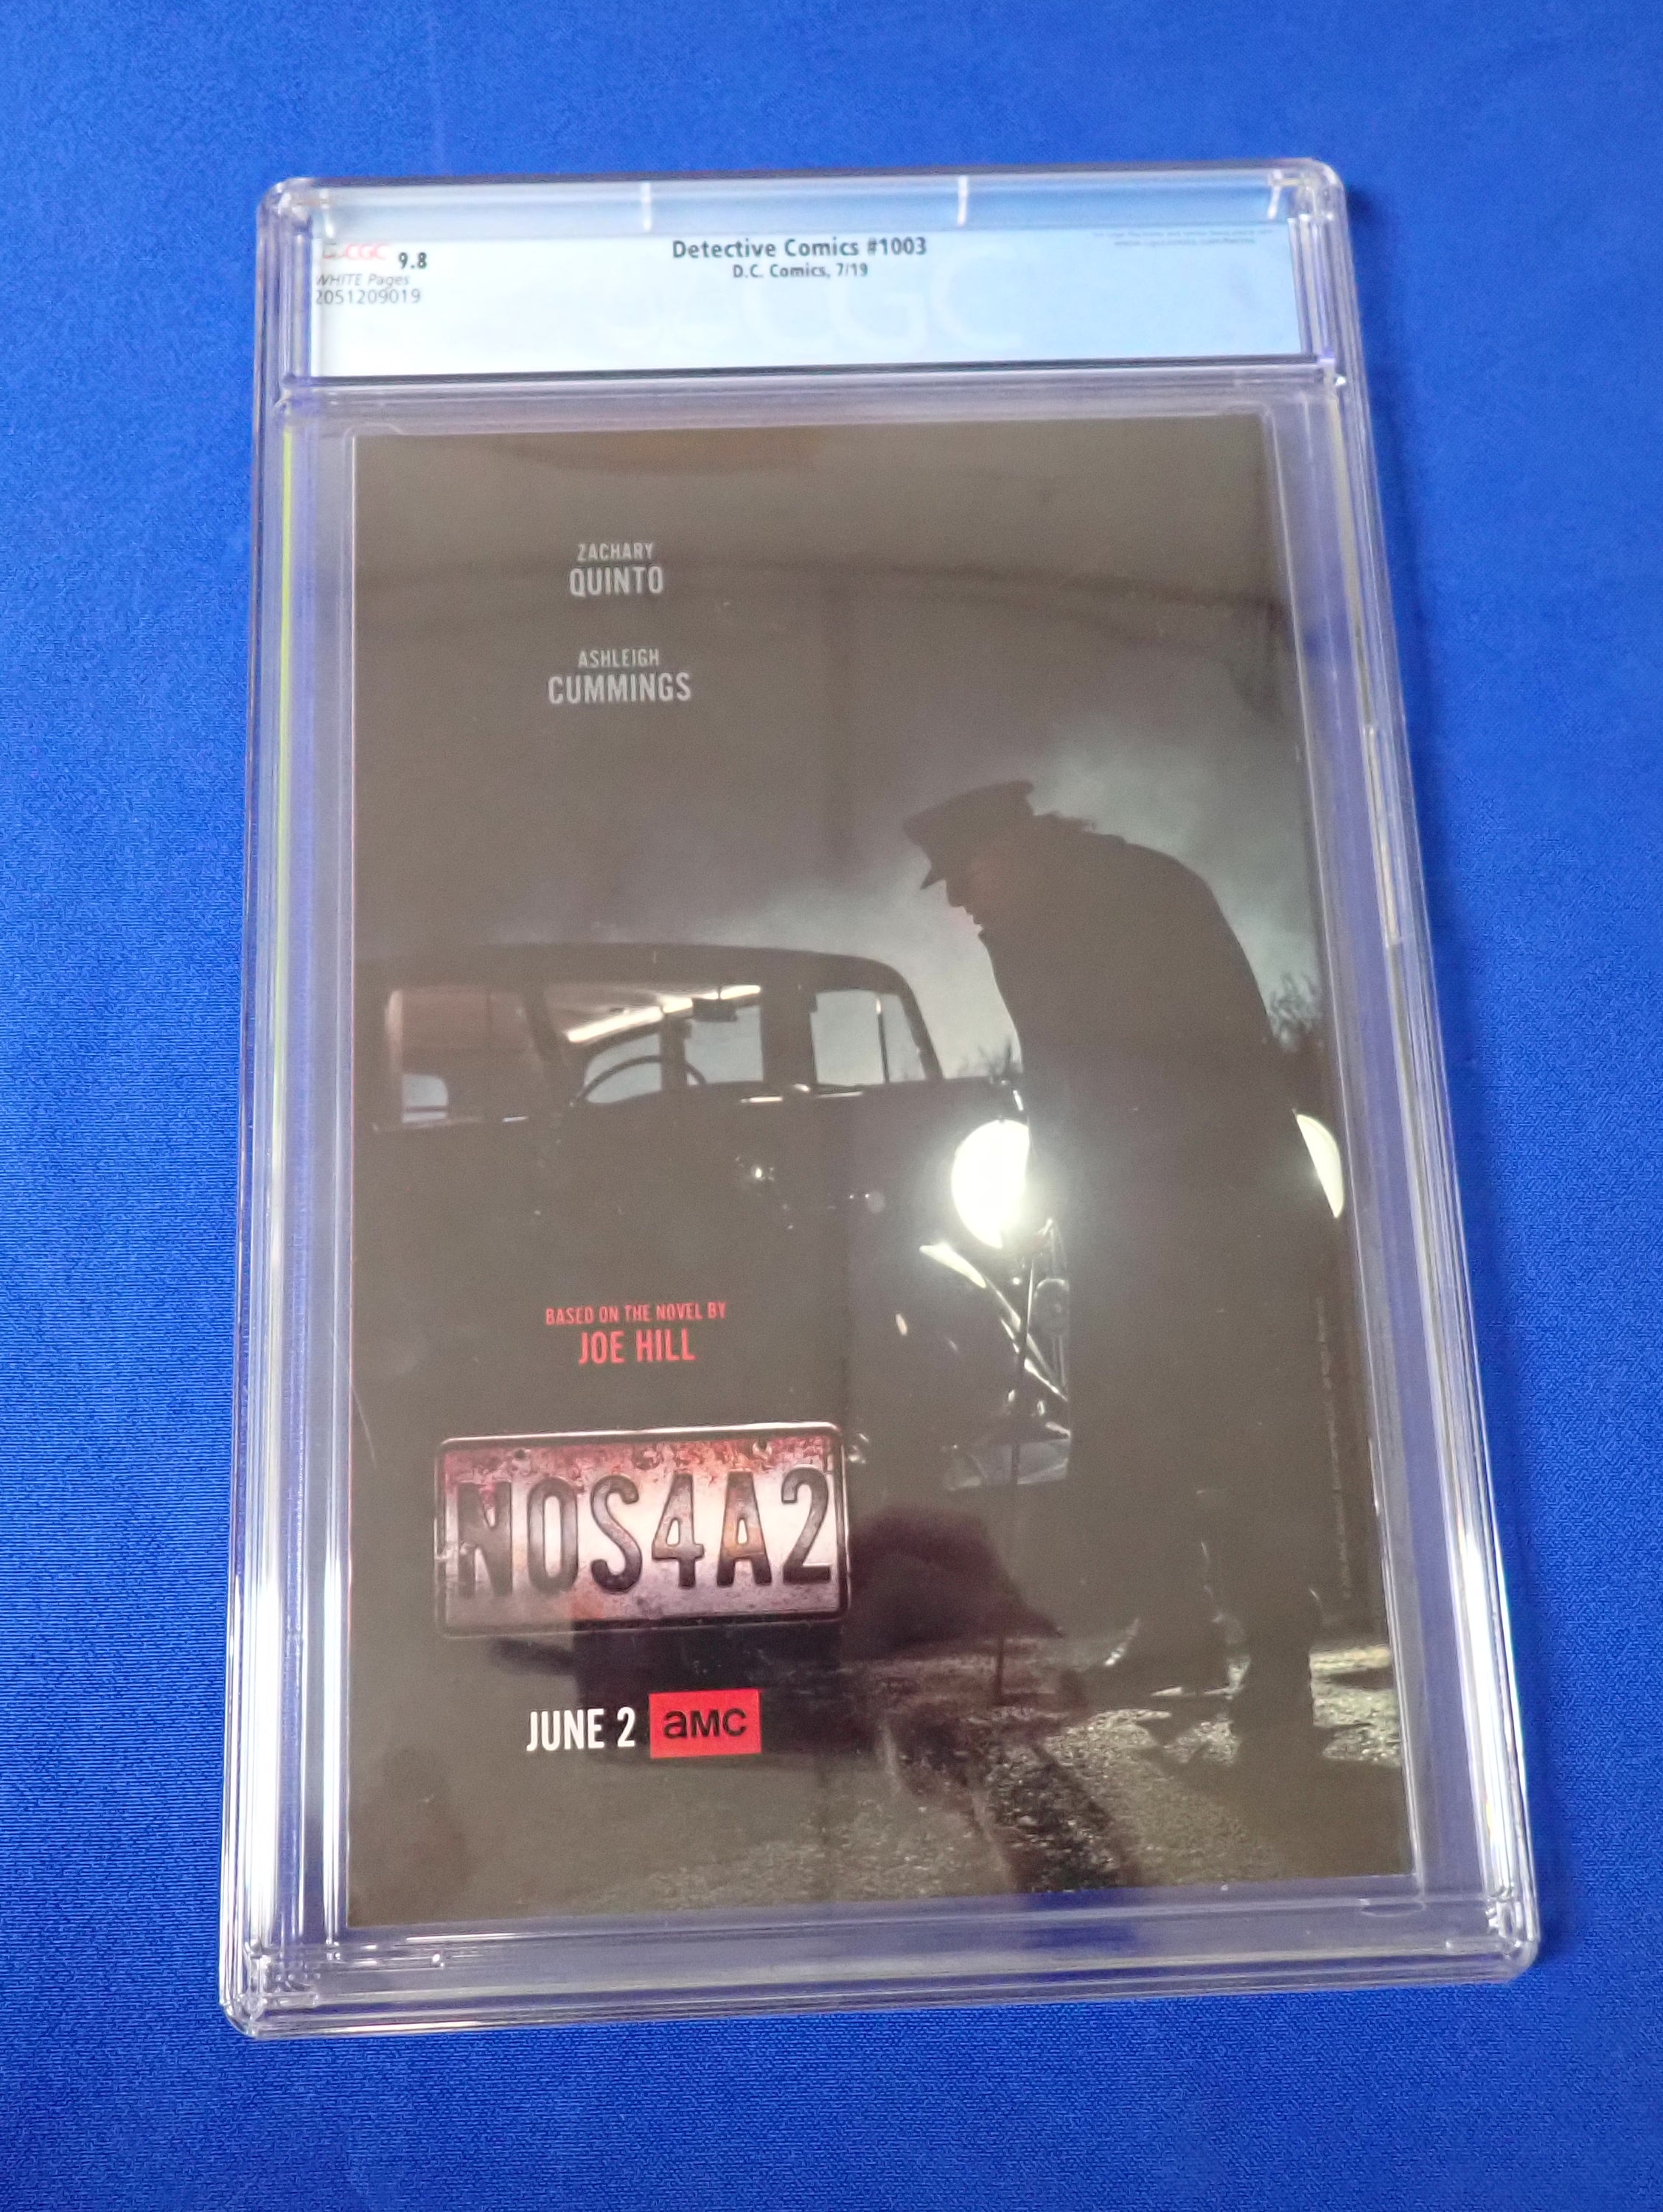 CGC 9.8
WHITE Pages
2051209019
Detective Comics #1003
D.C. Comics, 7/19
CGC
ZACHARY
QUINTO
ASHLEIGH
CUMMINGS
BASED ON THE NOVEL BY
JOE HILL
NOS4A2
JUNE 2 aMC